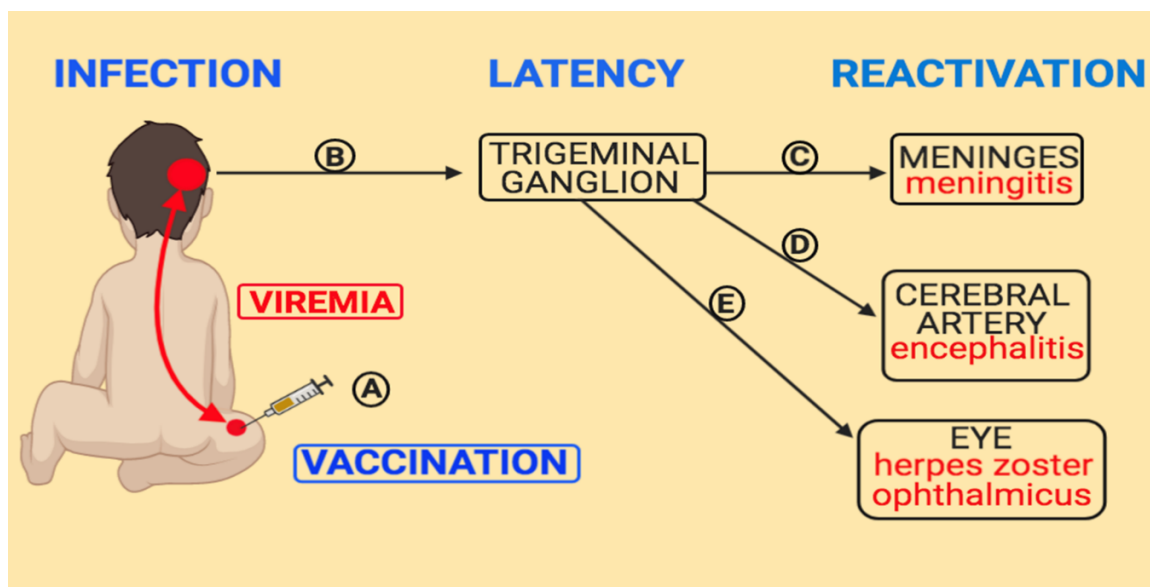 INFECTION
LATENCY
REACTIVATION
B
TRIGEMINAL
GANGLION
C
MENINGES
meningitis
D
CEREBRAL
ARTERY
encephalitis
VIREMIA
E
A
VACCINATION
EYE
herpes zoster
ophthalmicus